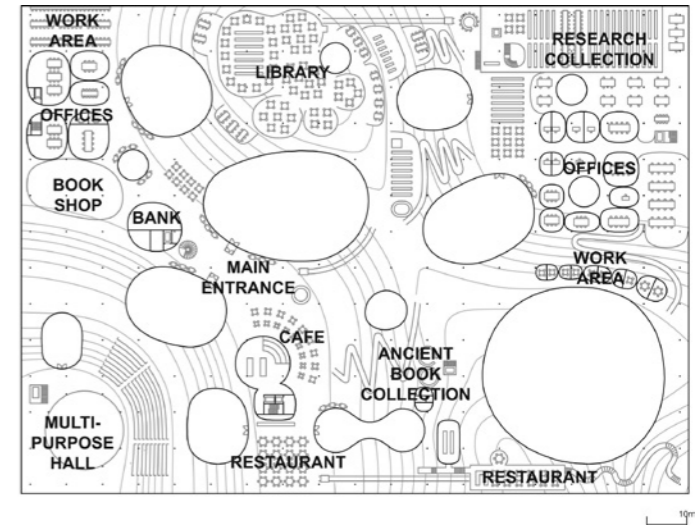 WORK
AREA
LIBRARY
RESEARCH
COLLECTION
OFFICES
OFFICES
BOOK
SHOP
BANK
MAIN
ENTRANCE
WORK
AREA
CAFE
ANCIENT
BOOK
COLLECTION
MULTI-
PURPOSE
HALL
RESTAURANT
RESTAURANT
10m